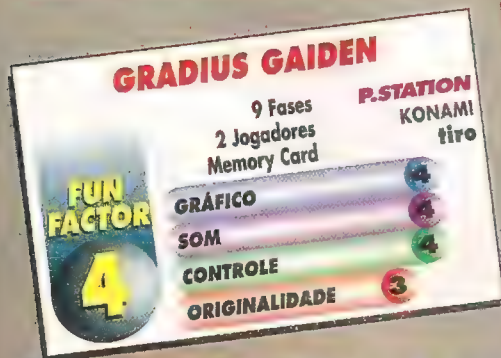 GRADIUS GAIDEN
9 Fases
2 Jogadores
Memory Card
P.STATION
KONAMI
tiro
FUN
FACTOR
4
GRÁFICO 4
SOM 4
CONTROLE 4
ORIGINALIDADE 3